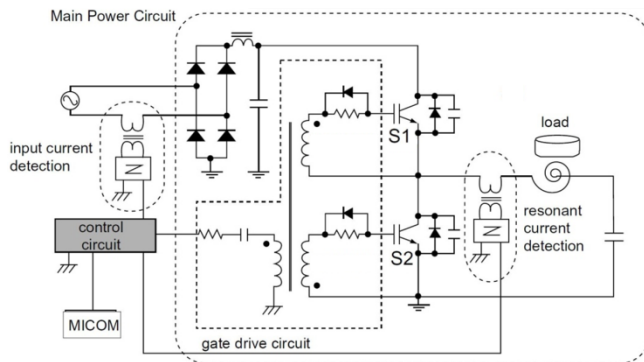 Main Power Circuit
S1
load
input current
detection
resonant
current
detection
control
circuit
S2
MICOM
gate drive circuit
N
N